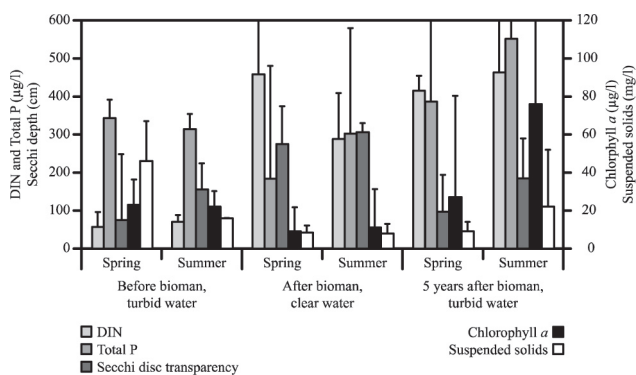 DIN and Total P (µg/l)
Secchi depth (cm)
600
500
400
300
200
100
0
120
100
80
60
40
20
0
Chlorophyll a (µg/l)
Suspended solids (mg/l)
Spring Summer Spring Summer Spring Summer
Before bioman, After bioman, 5 years after bioman,
turbid water clear water turbid water
DIN
Total P
Secchi disc transparency
Chlorophyll a
Suspended solids